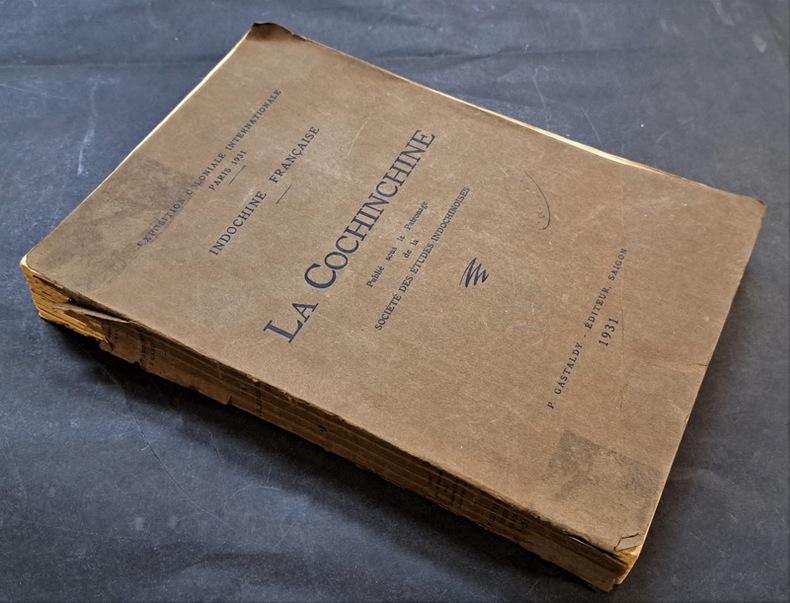 EXPOSITION COLONIALE INTERNATIONALE
PARIS 1931
INDOCHINE FRANÇAISE
LA COCHINCHINE
Publié sous le Patronage
de la
SOCIÉTÉ DES ÉTUDES INDOCHINOISES
P. GASTALDY - ÉDITEUR, SAIGON
1931